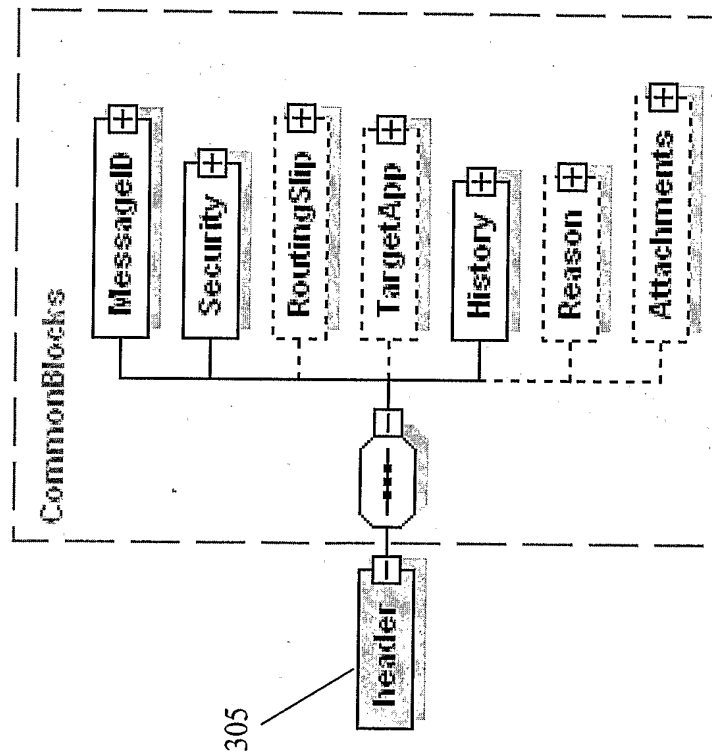 CommonBlocks
MessageID
Security
RoutingSlip
TargetApp
History
Reason
Attachments
header
305